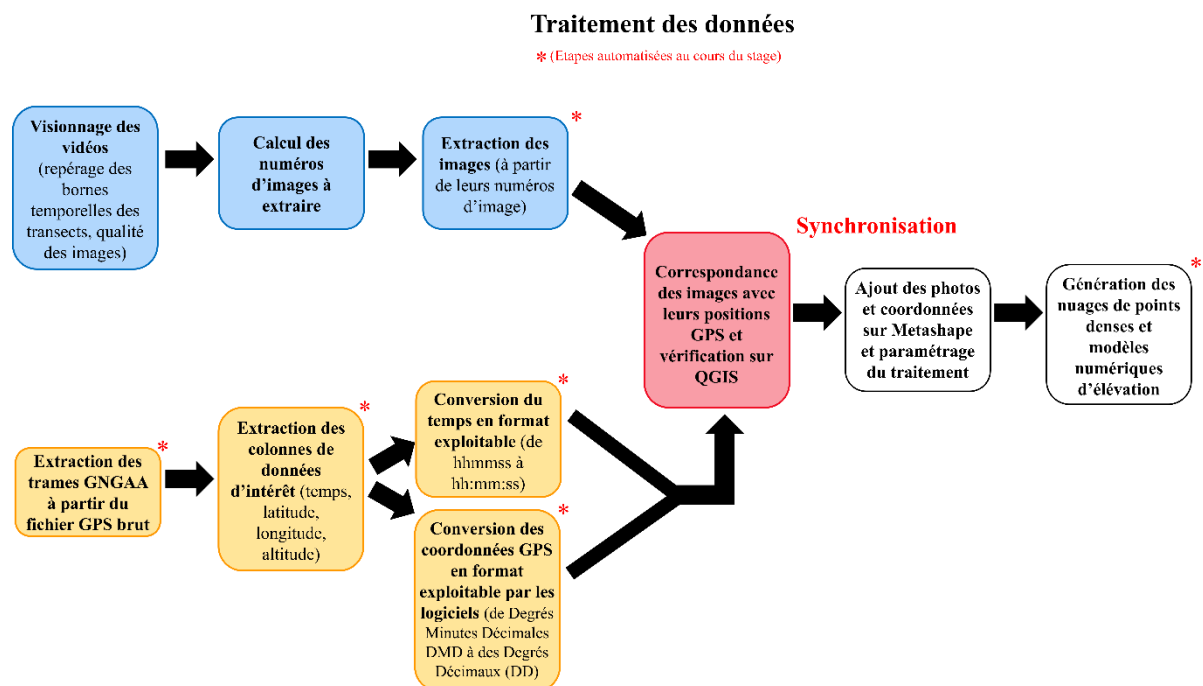 Traitement des données
* (Etapes automatisées au cours du stage)
Visionnage des
vidéos
(repérage des
bornes
temporelles des
transects, qualité
des images)
Calcul des
numéros
d’images à
extraire
*
Extraction des
images (à partir
de leurs numéros
d’image)
Synchronisation
Correspondance
des images avec
leurs positions
GPS et
vérification sur
QGIS
Ajout des photos
et coordonnées
sur Metashape
et paramétrage
du traitement
*
Génération des
nuages de points
denses et
modèles
numériques
d’élévation
*
Extraction des
trames GNGAA
à partir du
fichier GPS brut
*
Extraction des
colonnes de
données
d’intérêt (temps,
latitude,
longitude,
altitude)
*
Conversion du
temps en format
exploitable (de
hhmmss à
hh:mm:ss)
*
Conversion des
coordonnées GPS
en format
exploitable par les
logiciels (de Degrés
Minutes Décimales
DMD à des Degrés
Décimaux (DD)